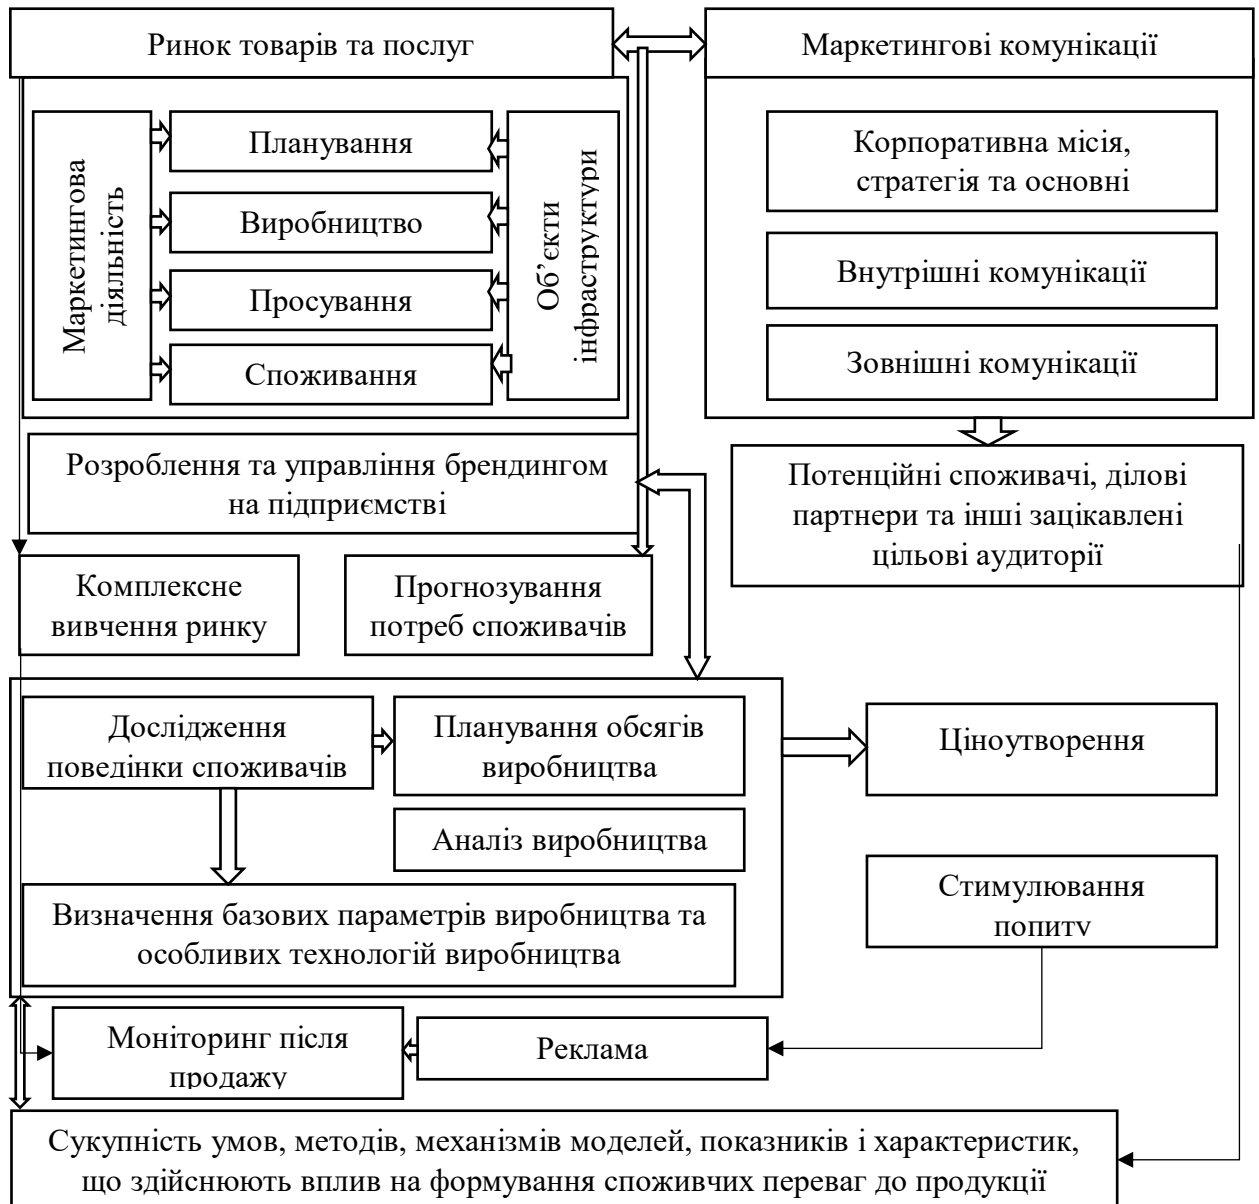 Ринок товарів та послуг
Маркетингові комунікації
Маркетингова
діяльність
Планування
Виробництво
Просування
Споживання
Об’єкти
інфраструктури
Корпоративна місія,
стратегія та основні
Внутрішні комунікації
Зовнішні комунікації
Розроблення та управління брендингом
на підприємстві
Потенційні споживачі, ділові
партнери та інші зацікавлені
цільові аудиторії
Комплексне
вивчення ринку
Прогнозування
потреб споживачів
Дослідження
поведінки споживачів
Планування обсягів
виробництва
Аналіз виробництва
Визначення базових параметрів виробництва та
особливих технологій виробництва
Ціноутворення
Стимулювання
попиту
Моніторинг після
продажу
Реклама
Сукупність умов, методів, механізмів моделей, показників і характеристик,
що здійснюють вплив на формування споживчих переваг до продукції